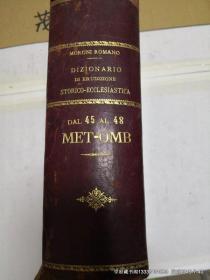 MORONI ROMANO
DIZIONARIO
DI ERUDIZIONE
STORICO-ECCLESIASTICA
DAL 45 AL 48
MET-OMB